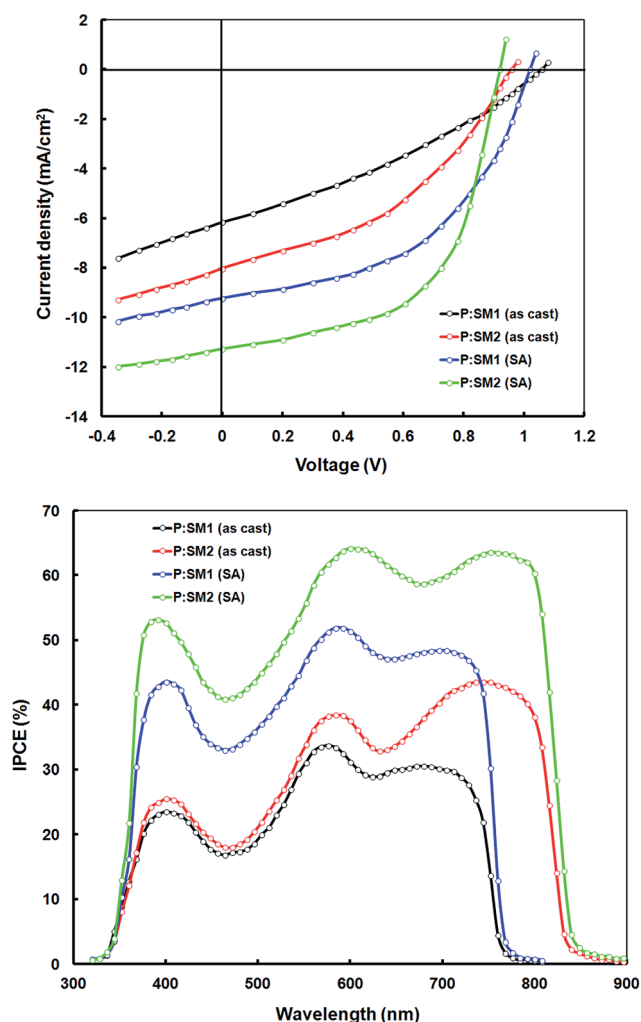 2
0
-2
-4
-6
-8
-10
-12
-14
Current density (mA/cm²)
P:SM1 (as cast)
P:SM2 (as cast)
P:SM1 (SA)
P:SM2 (SA)
-0.4 -0.2 0 0.2 0.4 0.6 0.8 1 1.2
Voltage (V)
70
60
50
40
30
20
10
0
IPCE (%)
P:SM1 (as cast)
P:SM2 (as cast)
P:SM1 (SA)
P:SM2 (SA)
300 400 500 600 700 800 900
Wavelength (nm)